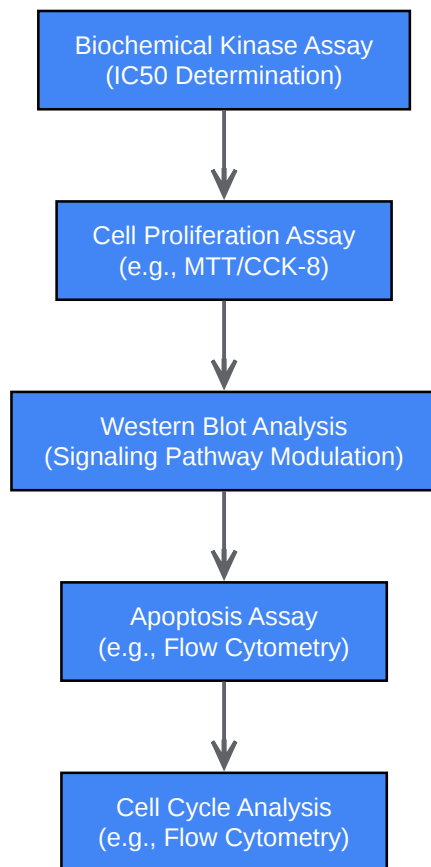 Biochemical Kinase Assay
(IC50 Determination)
Cell Proliferation Assay
(e.g., MTT/CCK-8)
Western Blot Analysis
(Signaling Pathway Modulation)
Apoptosis Assay
(e.g., Flow Cytometry)
Cell Cycle Analysis
(e.g., Flow Cytometry)